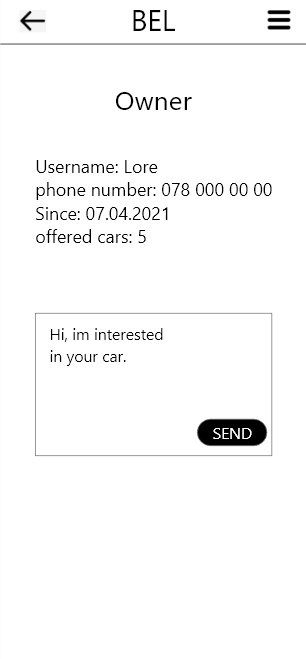 BEL
Owner
Username: Lore
phone number: 078 000 00 00
Since: 07.04.2021
offered cars: 5
Hi, im interested
in your car.
SEND